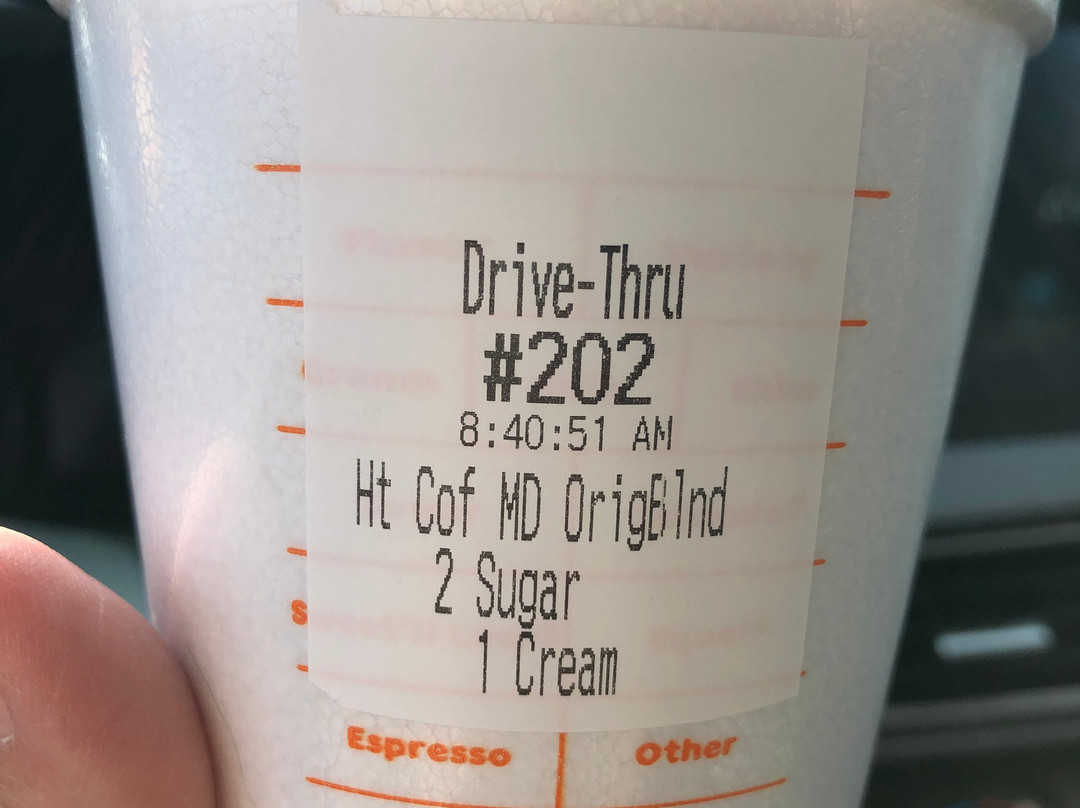 Drive-Thru
#202
8:40:51 AM
Ht Cof MD OrigBlnd
2 Sugar
1 Cream
Espresso
Other